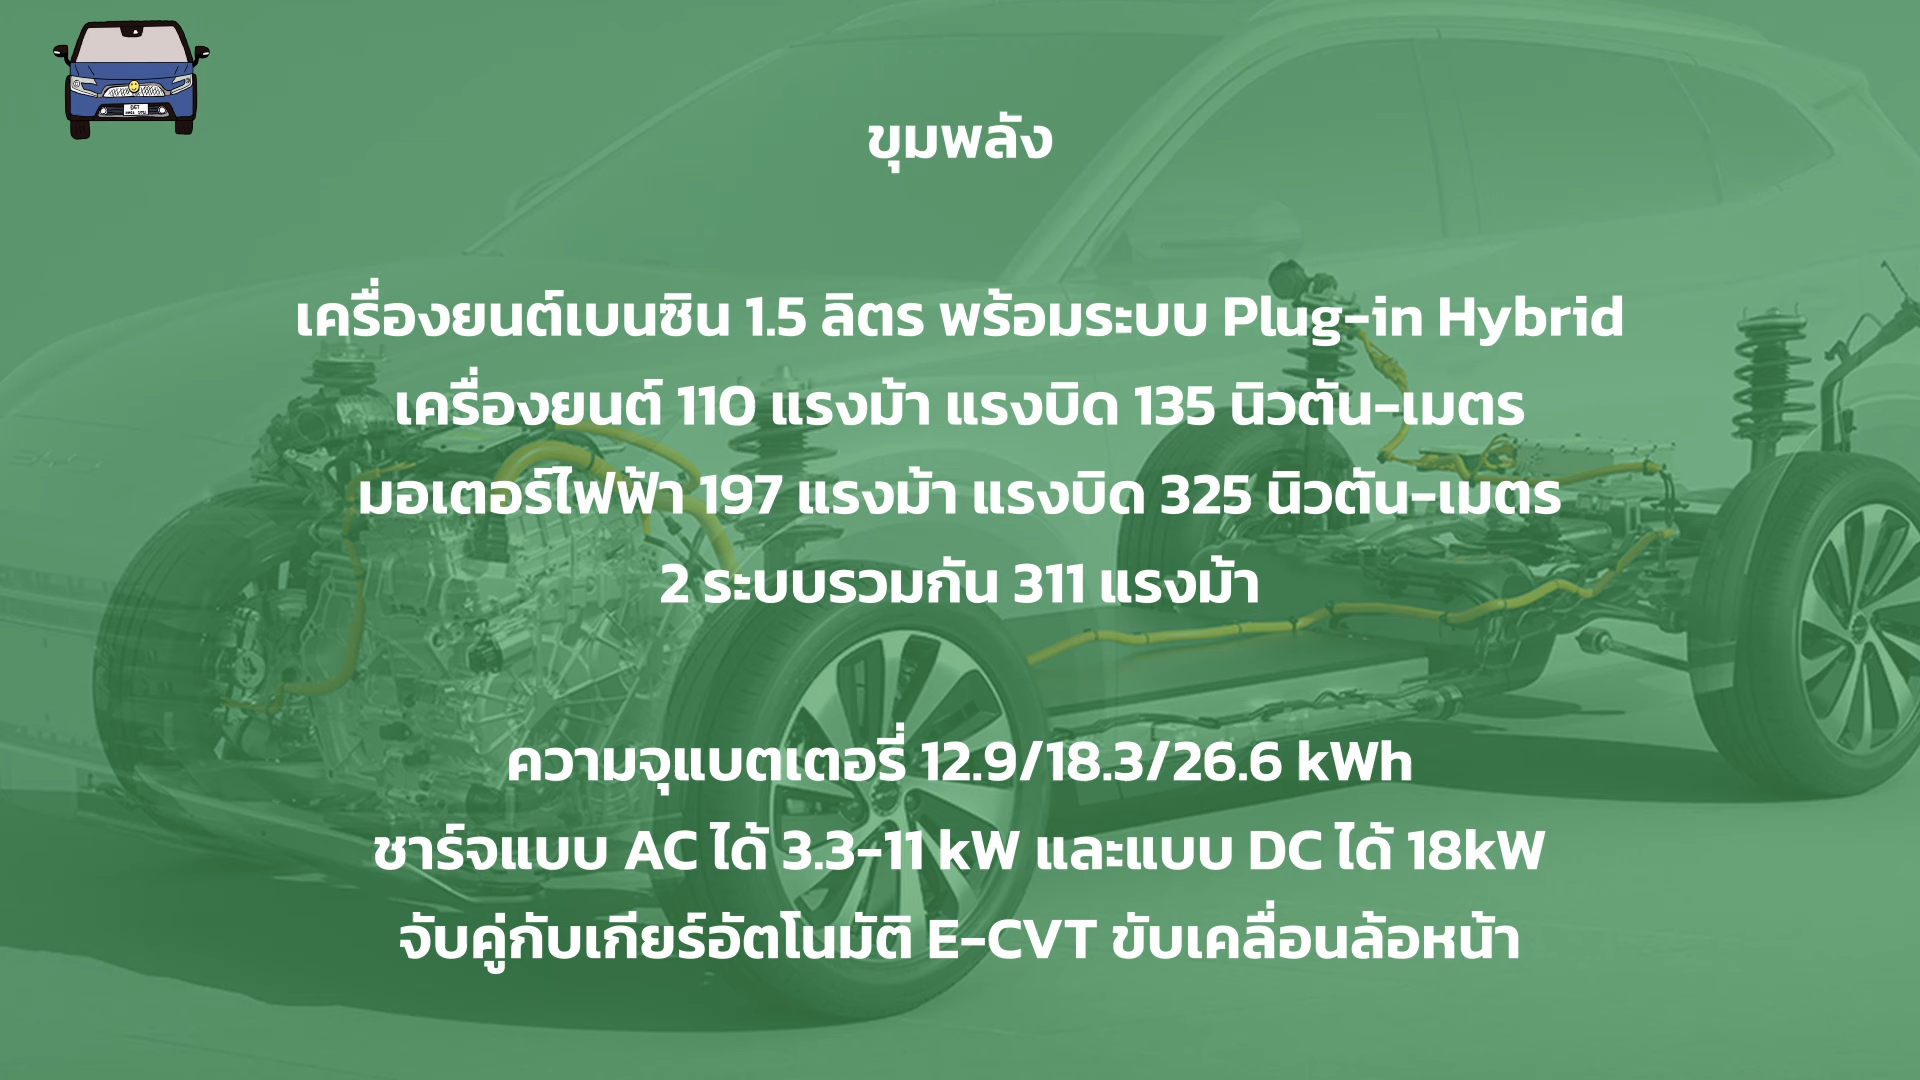 ขุมพลัง
เครื่องยนต์เบนซิน 1.5 ลิตร พร้อมระบบ Plug-in Hybrid
เครื่องยนต์ 110 แรงม้า แรงบิด 135 นิวตัน-เมตร
มอเตอร์ไฟฟ้า 197 แรงม้า แรงบิด 325 นิวตัน-เมตร
2 ระบบรวมกัน 311 แรงม้า
ความจุแบตเตอรี่ 12.9/18.3/26.6 kWh
ชาร์จแบบ AC ได้ 3.3-11 kW และแบบ DC ได้ 18kW
จับคู่กับเกียร์อัตโนมัติ E-CVT ขับเคลื่อนล้อหน้า